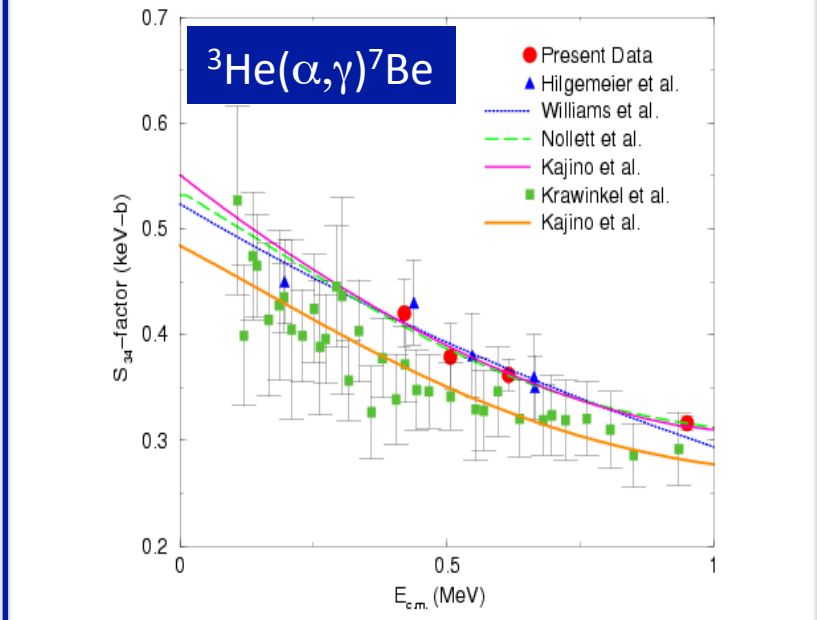 ³He(α,γ)⁷Be
Present Data
Hilgemeier et al.
Williams et al.
Nollett et al.
Kajino et al.
Krawinkel et al.
Kajino et al.
S₃₄−factor (keV−b)
0.7
0.6
0.5
0.4
0.3
0.2
0
0.5
1
E_c.m. (MeV)